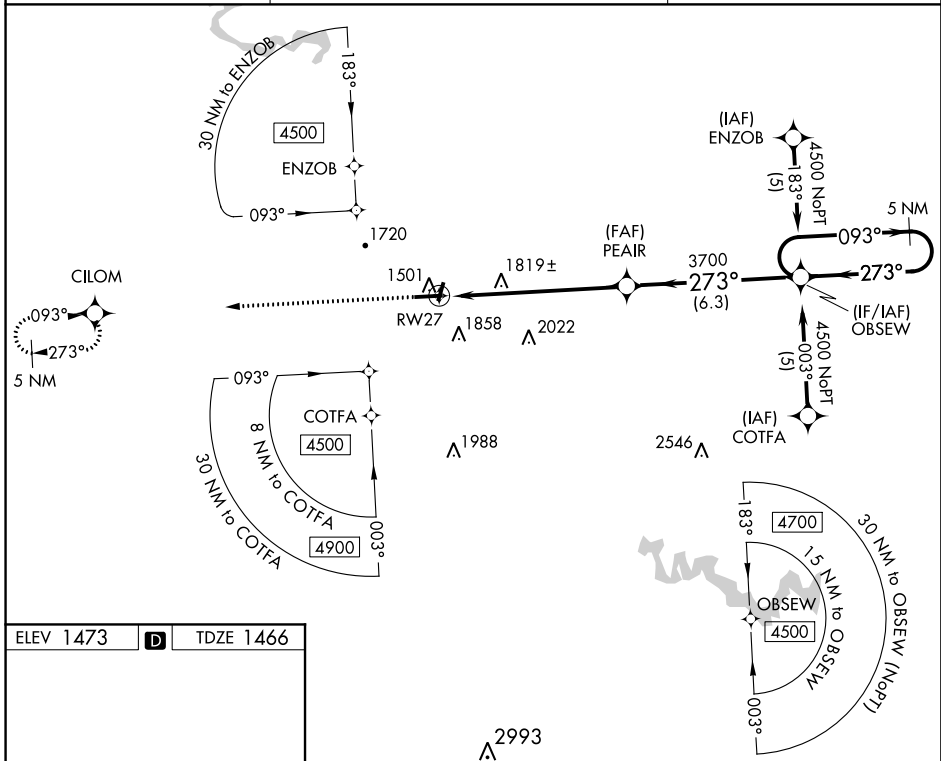 30 NM to ENZOB
183°
4500
ENZOB
093°
1720
(IAF)
ENZOB
4500 NoPT
183°
(5)
5 NM
093°
273°
(FAF)
PEAIR
3700
273°
(6.3)
(IF/IAF)
OBSEW
CILOM
093°
273°
5 NM
1501
1819±
RW27
1858
2022
4500 NoPT
003°
(5)
(IAF)
COTFA
093°
COTFA
4500
8 NM to COTFA
30 NM to COTFA
4900
003°
1988
2546
183°
4700
30 NM to OBSEW (NoPT)
15 NM to OBSEW
OBSEW
4500
003°
ELEV 1473 D TDZE 1466
2993